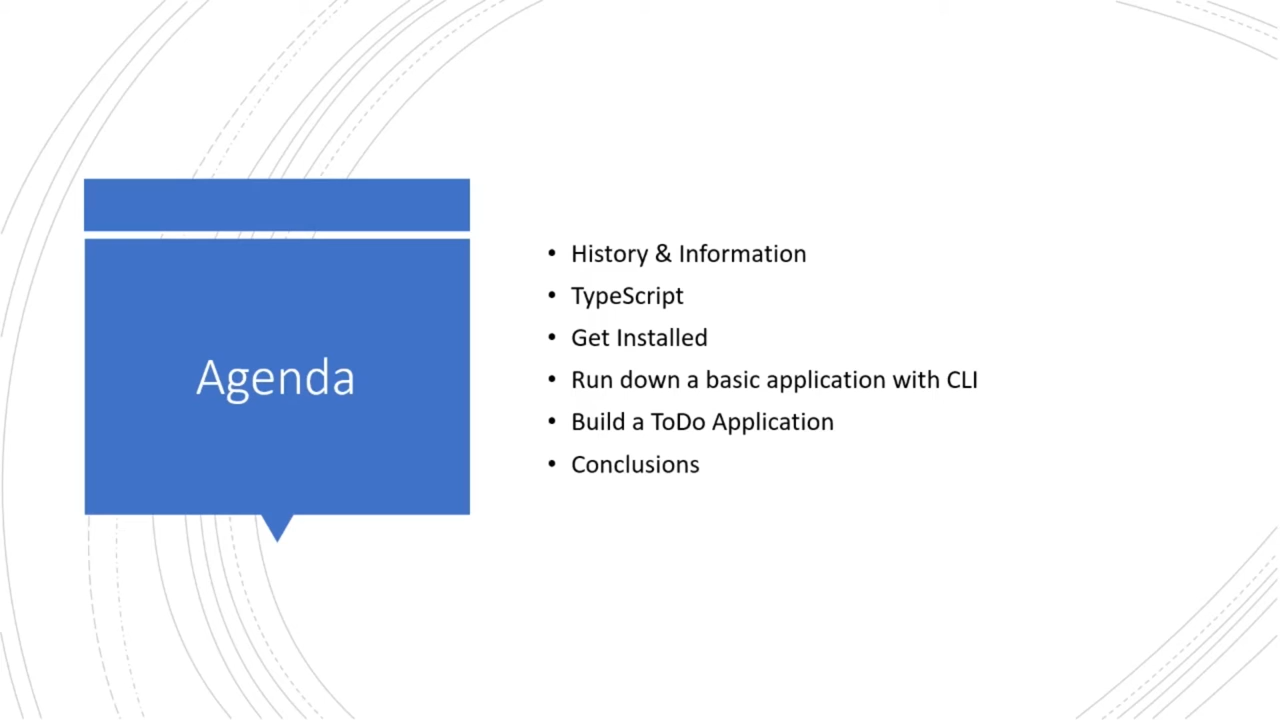 Agenda
• History & Information
• TypeScript
• Get Installed
• Run down a basic application with CLI
• Build a ToDo Application
• Conclusions